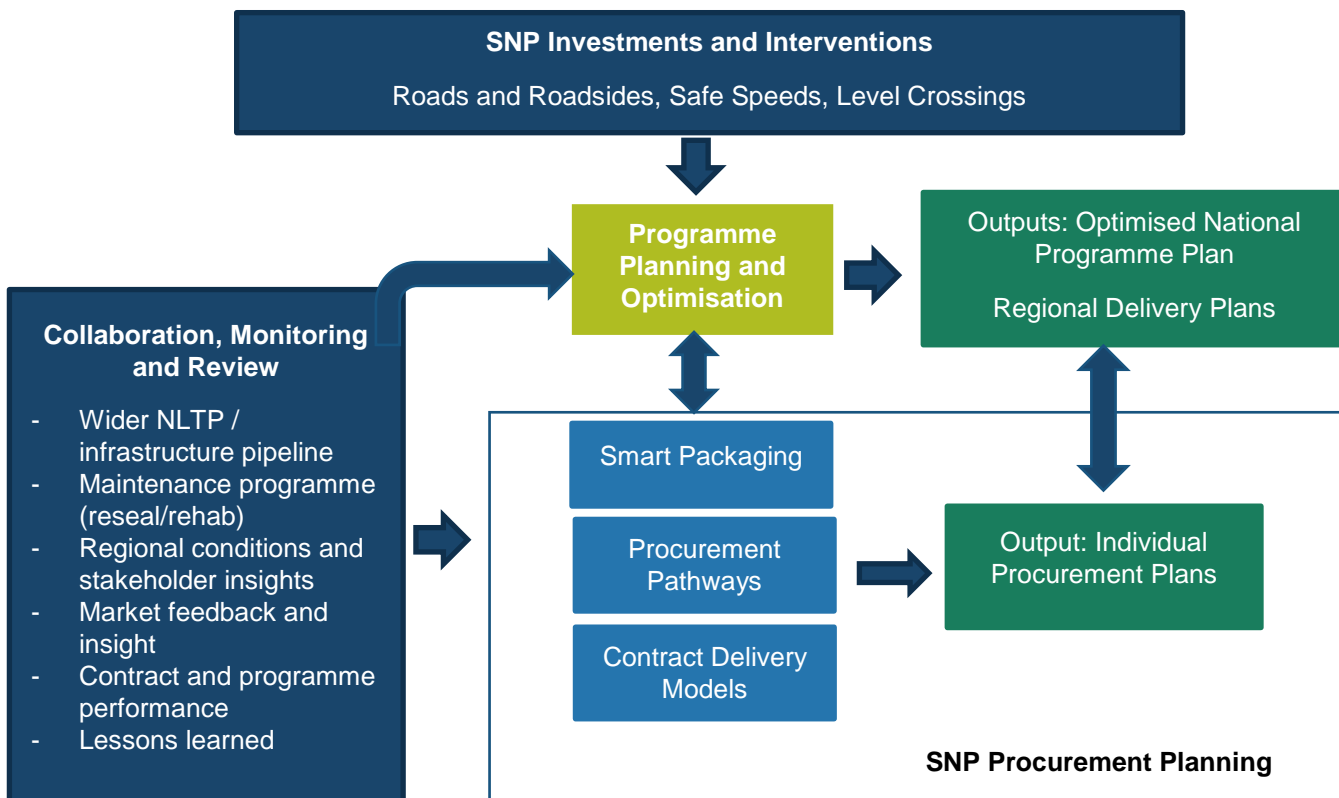 SNP Investments and Interventions
Roads and Roadsides, Safe Speeds, Level Crossings
Programme
Planning and
Optimisation
Outputs: Optimised National
Programme Plan
Regional Delivery Plans
Collaboration, Monitoring
and Review
- Wider NLTP /
infrastructure pipeline
- Maintenance programme
(reseal/rehab)
- Regional conditions and
stakeholder insights
- Market feedback and
insight
- Contract and programme
performance
- Lessons learned
Smart Packaging
Procurement
Pathways
Contract Delivery
Models
Output: Individual
Procurement Plans
SNP Procurement Planning